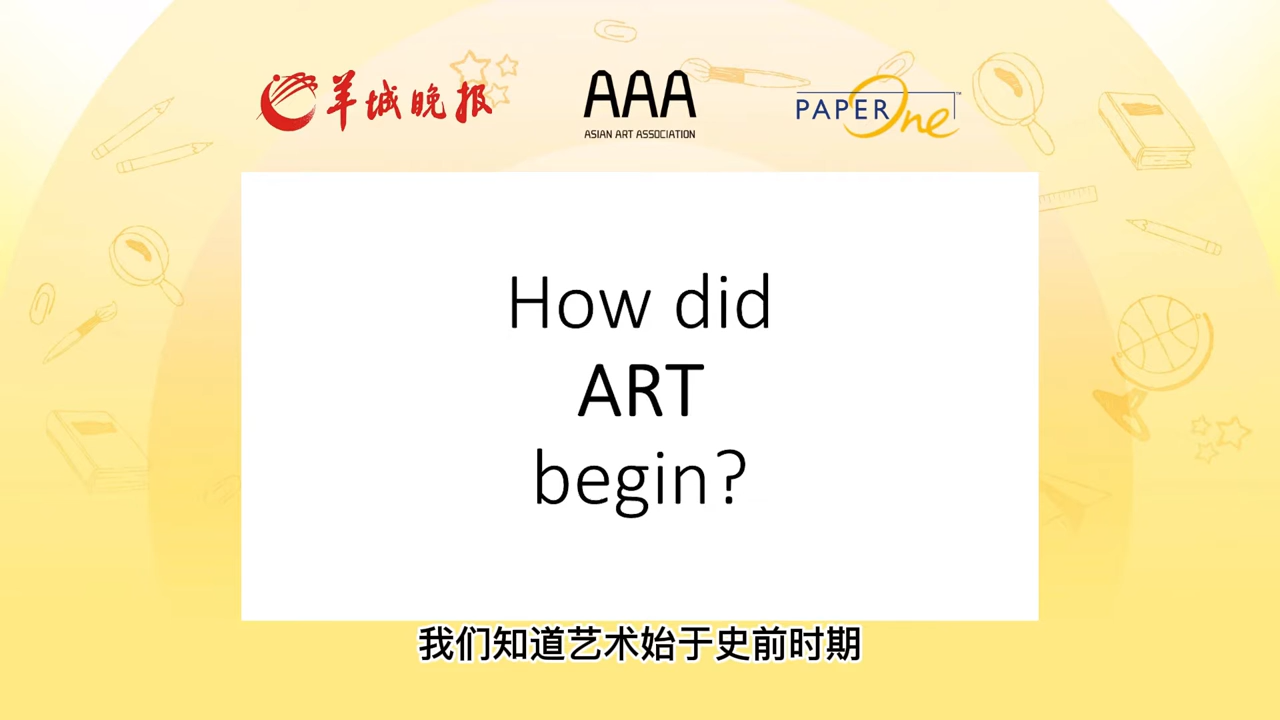 羊城晚报
AAA
ASIAN ART ASSOCIATION
PAPER One™
How did
ART
begin?
我们知道艺术始于史前时期